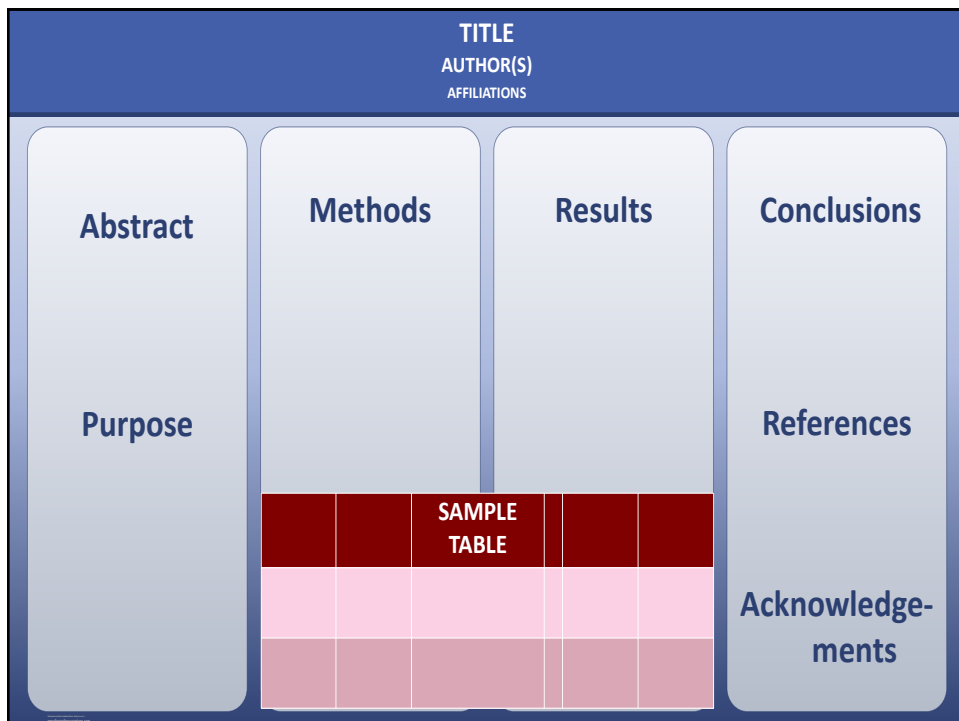 TITLE
AUTHOR(S)
AFFILIATIONS
Abstract
Purpose
Methods
Results
SAMPLE
TABLE
Conclusions
References
Acknowledge-
ments